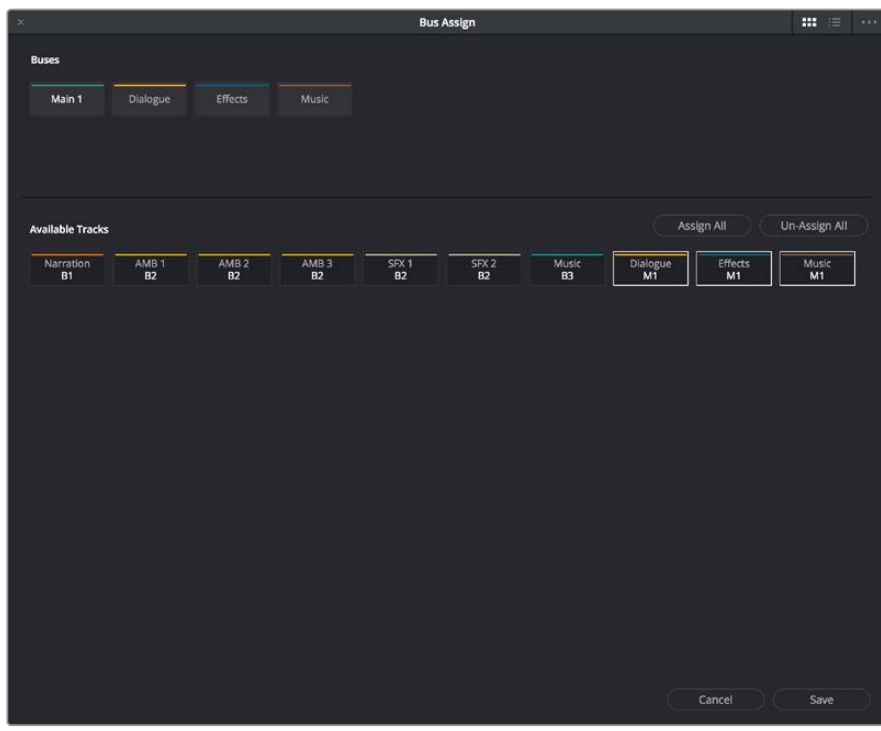 Bus Assign
Buses
Main 1 Dialogue Effects Music
Available Tracks
Assign All Un-Assign All
Narration AMB 1 AMB 2 AMB 3 SFX 1 SFX 2 Music Dialogue Effects Music
B1 B2 B2 B2 B2 B2 B3 M1 M1 M1
Cancel Save